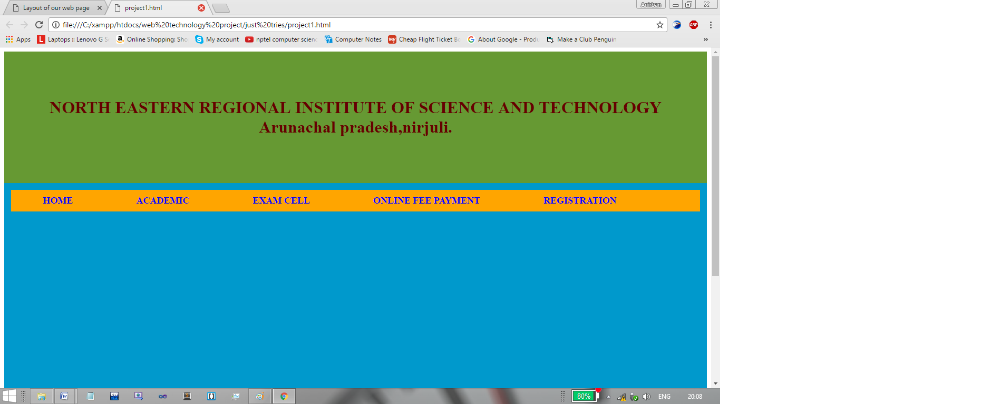 Layout of our web page
project1.html
Anirban
file:///C:/xampp/htdocs/web%20technology%20project/just%20tries/project1.html
ABP
Apps L Laptops :: Lenovo G S a Online Shopping: Sho S My account nptel computer scienc Computer Notes my Cheap Flight Ticket Bo G About Google - Produ Make a Club Penguin »
NORTH EASTERN REGIONAL INSTITUTE OF SCIENCE AND TECHNOLOGY
Arunachal pradesh,nirjuli.
HOME ACADEMIC EXAM CELL ONLINE FEE PAYMENT REGISTRATION
80% ENG 20:08